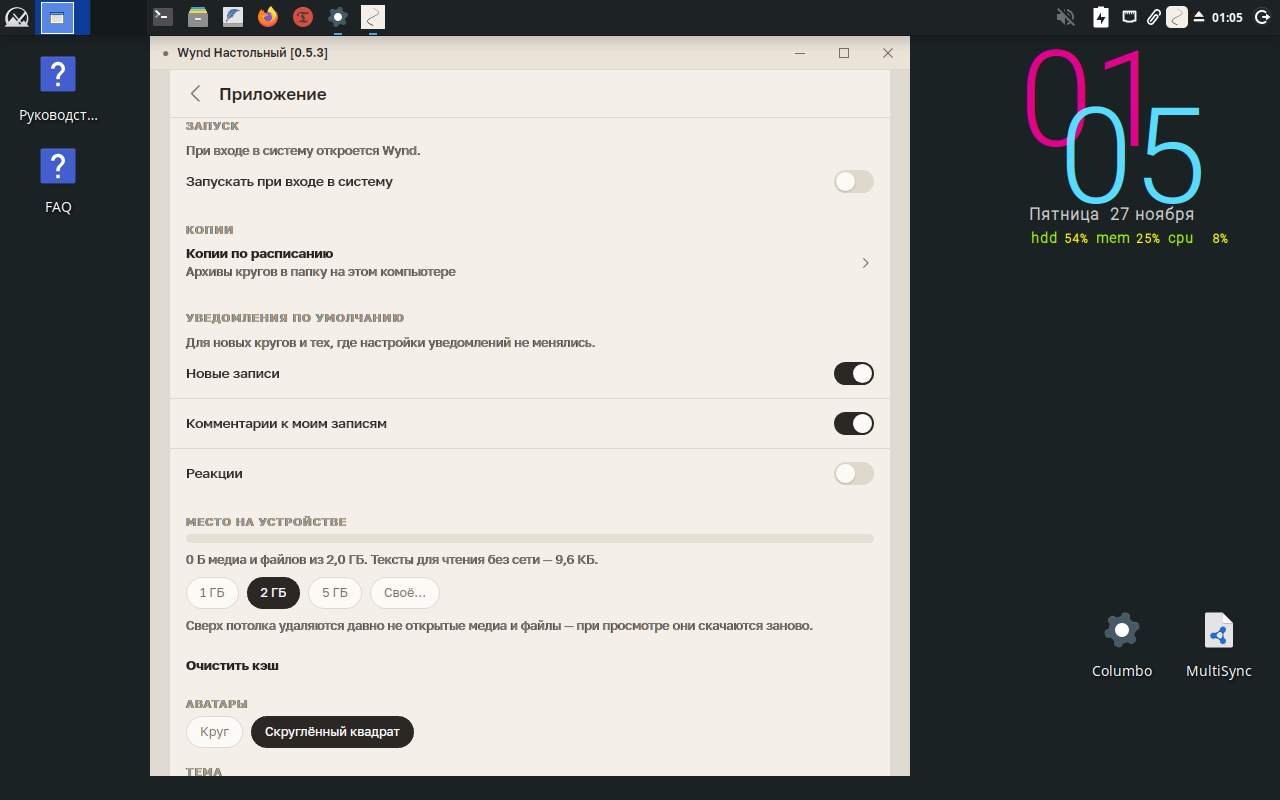 01:05
Wynd Настольный [0.5.3]
Руководст...
FAQ
Приложение
ЗАПУСК
При входе в систему откроется Wynd.
Запускать при входе в систему
КОПИИ
Копии по расписанию
Архивы кругов в папку на этом компьютере
УВЕДОМЛЕНИЯ ПО УМОЛЧАНИЮ
Для новых кругов и тех, где настройки уведомлений не менялись.
Новые записи
Комментарии к моим записям
Реакции
МЕСТО НА УСТРОЙСТВЕ
0 Б медиа и файлов из 2,0 ГБ. Тексты для чтения без сети — 9,6 КБ.
1 ГБ 2 ГБ 5 ГБ Своё...
Сверх потолка удаляются давно не открытые медиа и файлы — при просмотре они скачаются заново.
Очистить кэш
АВАТАРЫ
Круг Скруглённый квадрат
ТЕМА
01
05
Пятница 27 ноября
hdd 54% mem 25% cpu 8%
Columbo
MultiSync